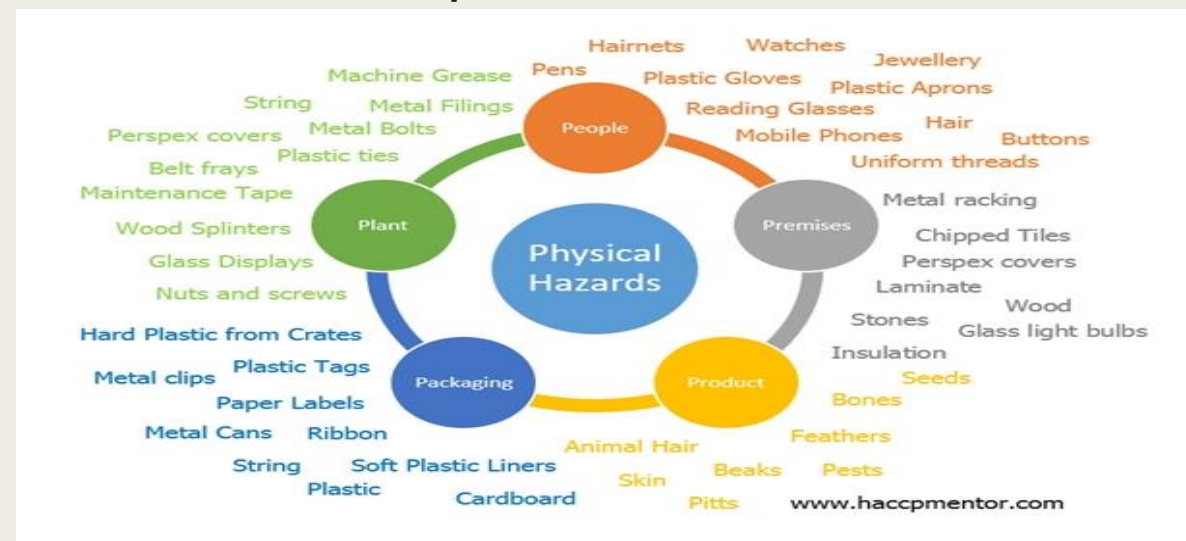 Hairnets
Watches
Jewellery
Pens
Plastic Gloves
Plastic Aprons
Reading Glasses
Hair
Mobile Phones
Buttons
Uniform threads
People
Machine Grease
String
Metal Filings
Perspex covers
Metal Bolts
Plastic ties
Belt frays
Maintenance Tape
Wood Splinters
Glass Displays
Nuts and screws
Plant
Physical
Hazards
Premises
Metal racking
Chipped Tiles
Perspex covers
Laminate
Wood
Stones
Glass light bulbs
Insulation
Hard Plastic from Crates
Metal clips
Plastic Tags
Paper Labels
Metal Cans
Ribbon
String
Soft Plastic Liners
Plastic
Cardboard
Packaging
Product
Seeds
Bones
Feathers
Animal Hair
Beaks
Pests
Skin
Pitts
www.haccpmentor.com